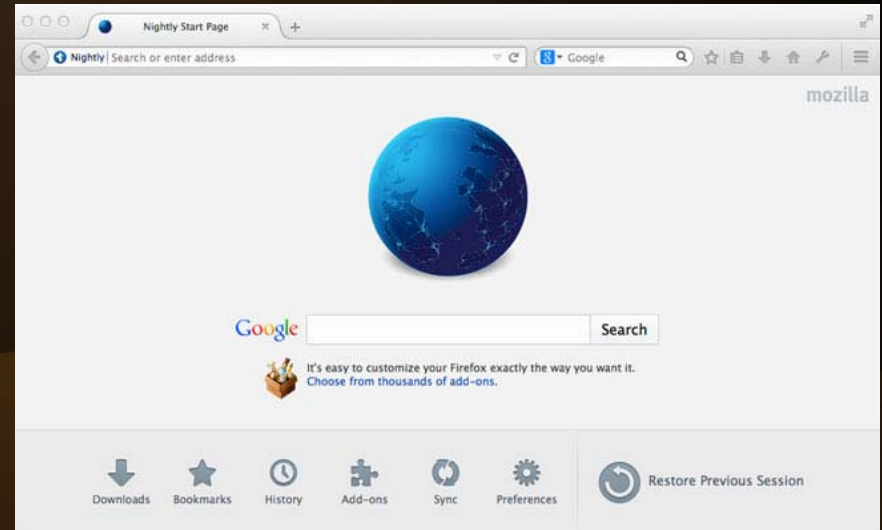 Nightly Start Page
Nightly Search or enter address
Google
mozilla
Google
Search
It's easy to customize your Firefox exactly the way you want it.
Choose from thousands of add-ons.
Downloads
Bookmarks
History
Add-ons
Sync
Preferences
Restore Previous Session